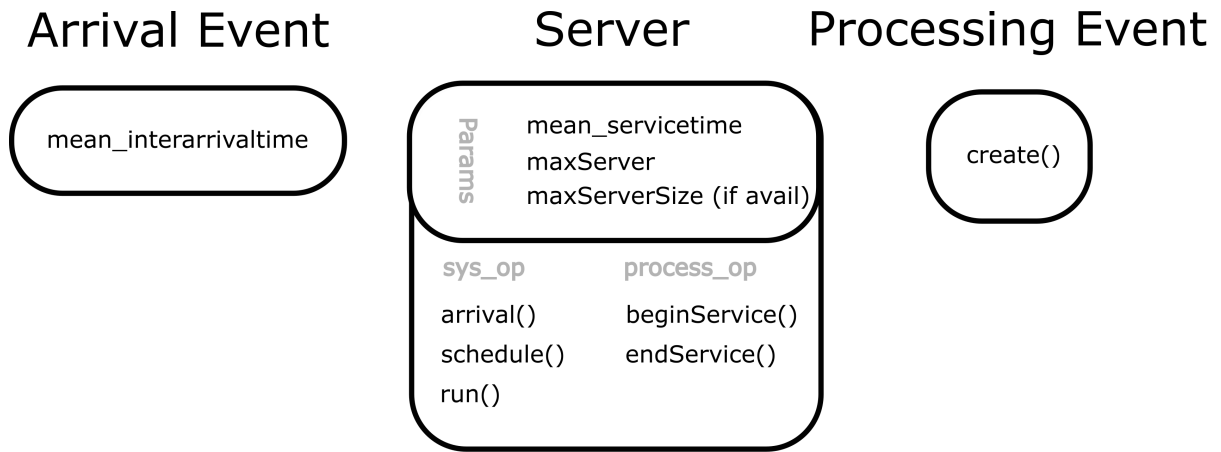 Arrival Event
Server
Processing Event
mean_interarrivaltime
Params
mean_servicetime
maxServer
maxServerSize (if avail)
create()
sys_op
process_op
arrival()
beginService()
schedule()
endService()
run()